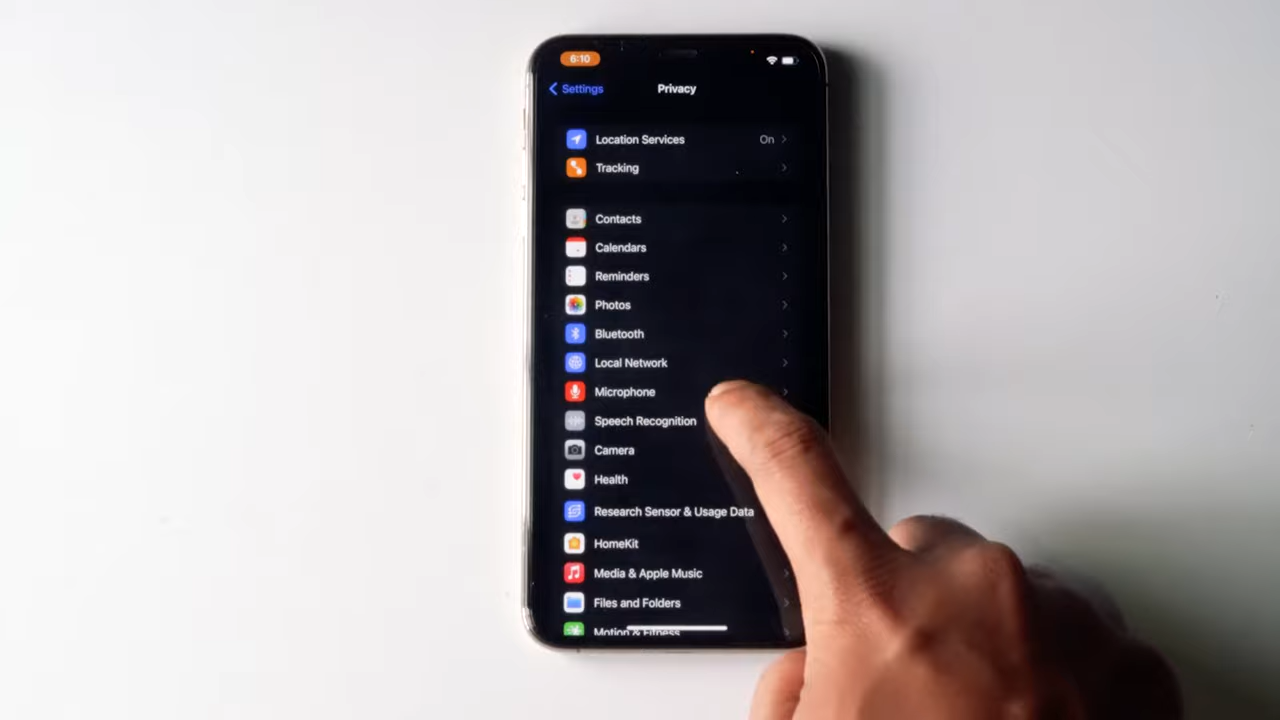 6:10
Settings
Privacy
Location Services On
Tracking
Contacts
Calendars
Reminders
Photos
Bluetooth
Local Network
Microphone
Speech Recognition
Camera
Health
Research Sensor & Usage Data
HomeKit
Media & Apple Music
Files and Folders
Motion & Fitness